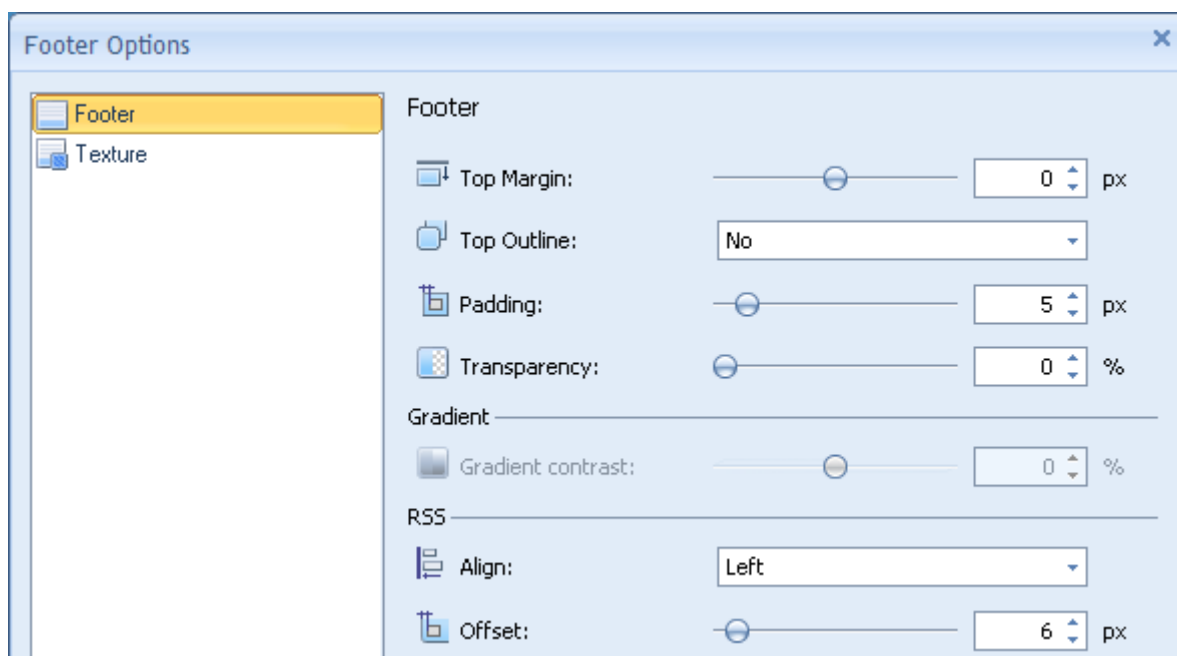 Footer Options
Footer
Texture
Footer
Top Margin: 0 px
Top Outline: No
Padding: 5 px
Transparency: 0 %
Gradient
Gradient contrast: 0 %
RSS
Align: Left
Offset: 6 px